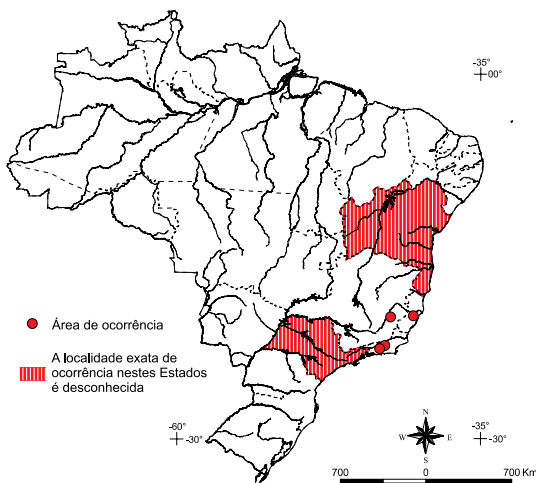 -35°
00°
Área de ocorrência
A localidade exata de
ocorrência nestes Estados
é desconhecida
-60°
-30°
-35°
-30°
N
W
E
S
700
0
700 Km